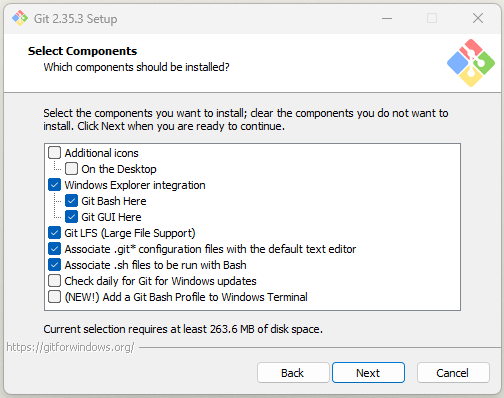 Git 2.35.3 Setup
Select Components
Which components should be installed?
Select the components you want to install; clear the components you do not want to
install. Click Next when you are ready to continue.
Additional icons
On the Desktop
Windows Explorer integration
Git Bash Here
Git GUI Here
Git LFS (Large File Support)
Associate .git* configuration files with the default text editor
Associate .sh files to be run with Bash
Check daily for Git for Windows updates
(NEW!) Add a Git Bash Profile to Windows Terminal
Current selection requires at least 263.6 MB of disk space.
https://gitforwindows.org/
Back
Next
Cancel